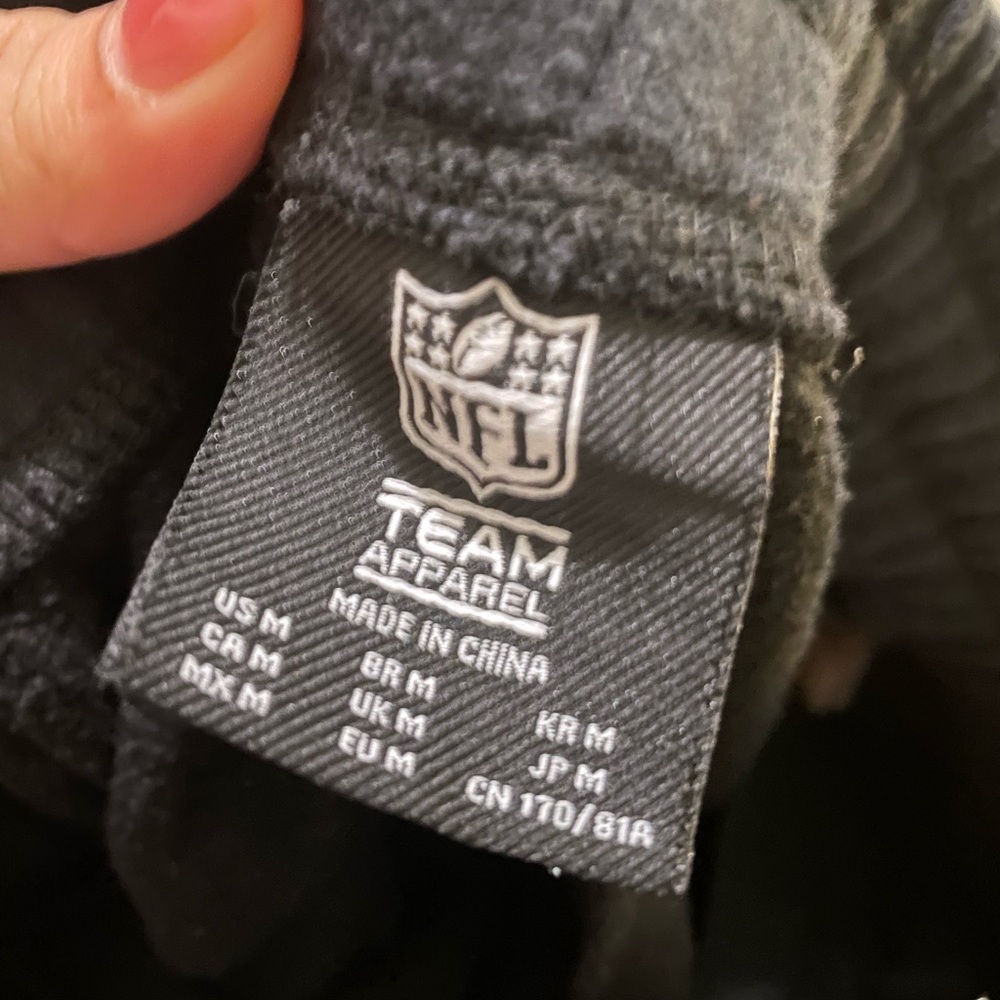 NFL
TEAM
APPAREL
MADE IN CHINA
US M
CA M
MX M
BR M
UK M
EU M
KR M
JP M
CN 170/81A